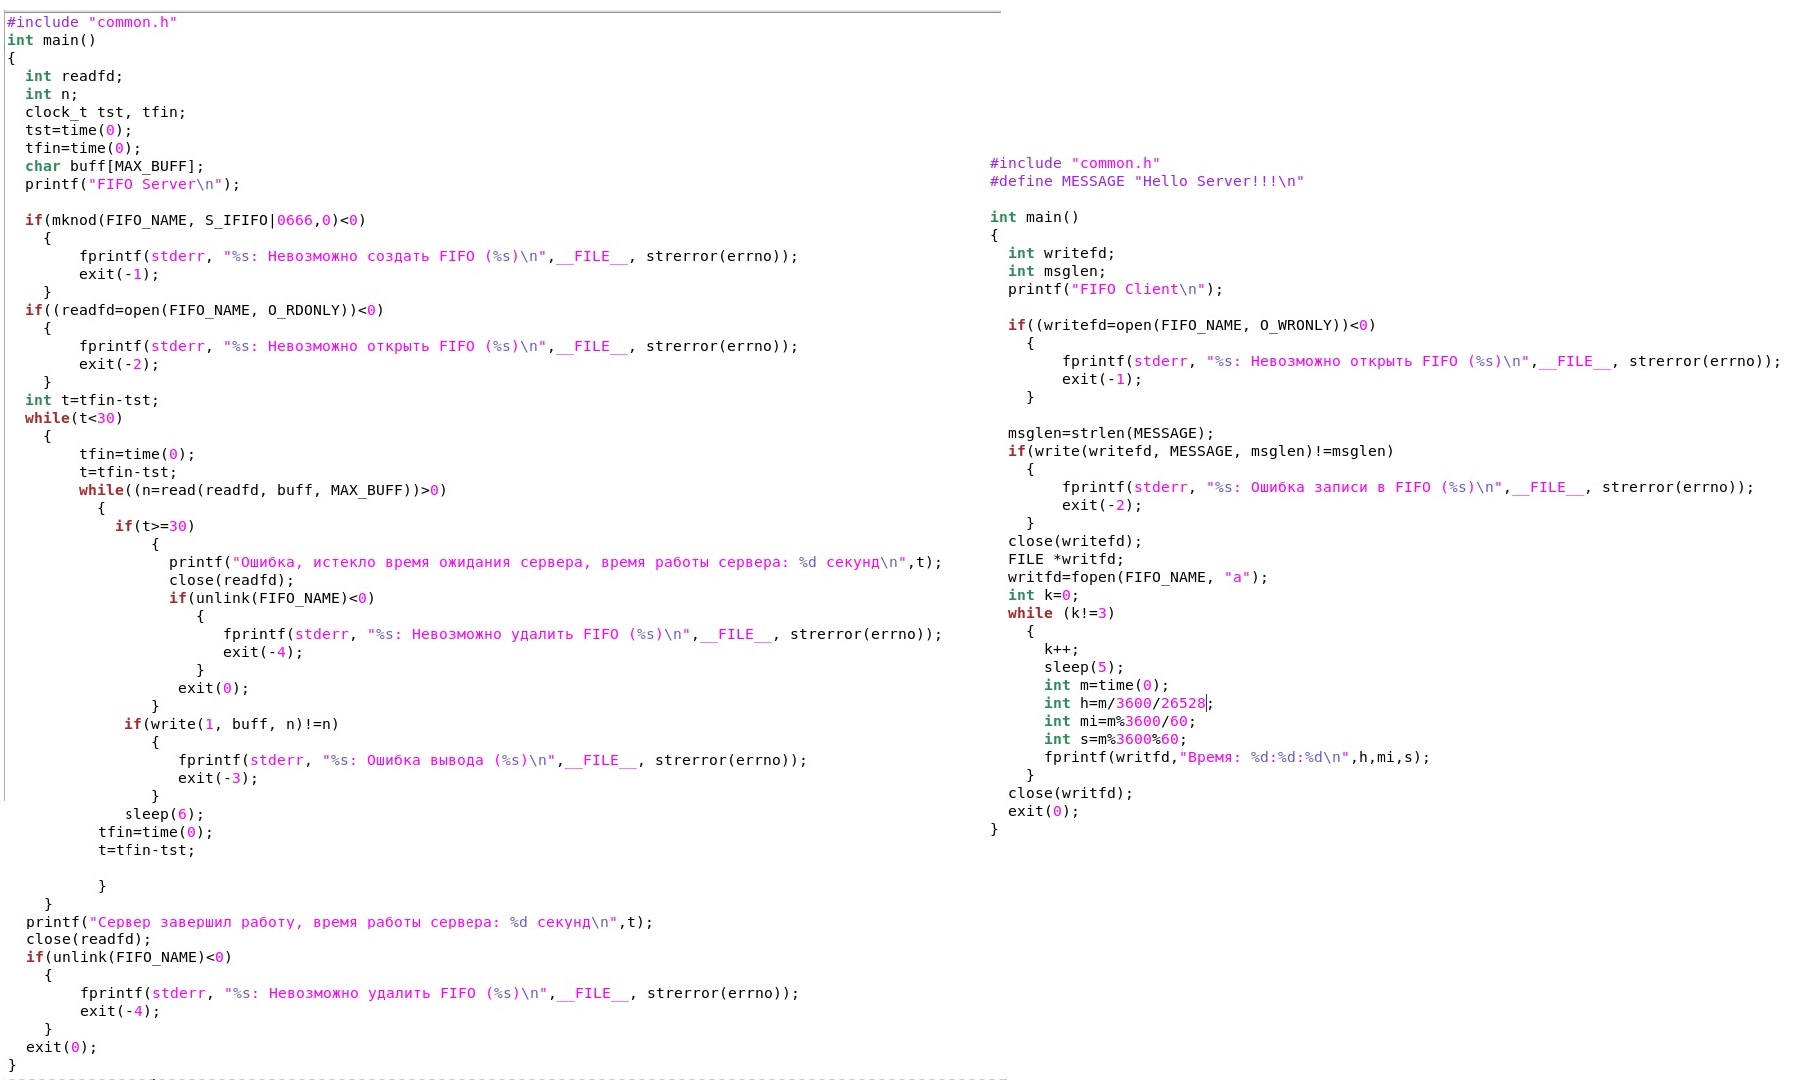 #include "common.h"
int main()
{
int readfd;
int n;
clock_t tst, tfin;
tst=time(0);
tfin=time(0);
char buff[MAX_BUFF];
printf("FIFO Server\n");
if(mknod(FIFO_NAME, S_IFIFO|0666,0)<0)
{
fprintf(stderr, "%s: Невозможно создать FIFO (%s)\n",__FILE__, strerror(errno));
exit(-1);
}
if((readfd=open(FIFO_NAME, O_RDONLY))<0)
{
fprintf(stderr, "%s: Невозможно открыть FIFO (%s)\n",__FILE__, strerror(errno));
exit(-2);
}
int t=tfin-tst;
while(t<30)
{
tfin=time(0);
t=tfin-tst;
while((n=read(readfd, buff, MAX_BUFF))>0)
{
if(t>=30)
{
printf("Ошибка, истекло время ожидания сервера, время работы сервера: %d секунд\n",t);
close(readfd);
if(unlink(FIFO_NAME)<0)
{
fprintf(stderr, "%s: Невозможно удалить FIFO (%s)\n",__FILE__, strerror(errno));
exit(-4);
}
exit(0);
}
if(write(1, buff, n)!=n)
{
fprintf(stderr, "%s: Ошибка вывода (%s)\n",__FILE__, strerror(errno));
exit(-3);
}
sleep(6);
tfin=time(0);
t=tfin-tst;
}
}
printf("Сервер завершил работу, время работы сервера: %d секунд\n",t);
close(readfd);
if(unlink(FIFO_NAME)<0)
{
fprintf(stderr, "%s: Невозможно удалить FIFO (%s)\n",__FILE__, strerror(errno));
exit(-4);
}
exit(0);
}
#include "common.h"
#define MESSAGE "Hello Server!!!\n"
int main()
{
int writefd;
int msglen;
printf("FIFO Client\n");
if((writefd=open(FIFO_NAME, O_WRONLY))<0)
{
fprintf(stderr, "%s: Невозможно открыть FIFO (%s)\n",__FILE__, strerror(errno));
exit(-1);
}
msglen=strlen(MESSAGE);
if(write(writefd, MESSAGE, msglen)!=msglen)
{
fprintf(stderr, "%s: Ошибка записи в FIFO (%s)\n",__FILE__, strerror(errno));
exit(-2);
}
close(writefd);
FILE *writfd;
writfd=fopen(FIFO_NAME, "a");
int k=0;
while (k!=3)
{
k++;
sleep(5);
int m=time(0);
int h=m/3600/26528;
int mi=m%3600/60;
int s=m%3600%60;
fprintf(writfd,"Время: %d:%d:%d\n",h,mi,s);
}
close(writfd);
exit(0);
}